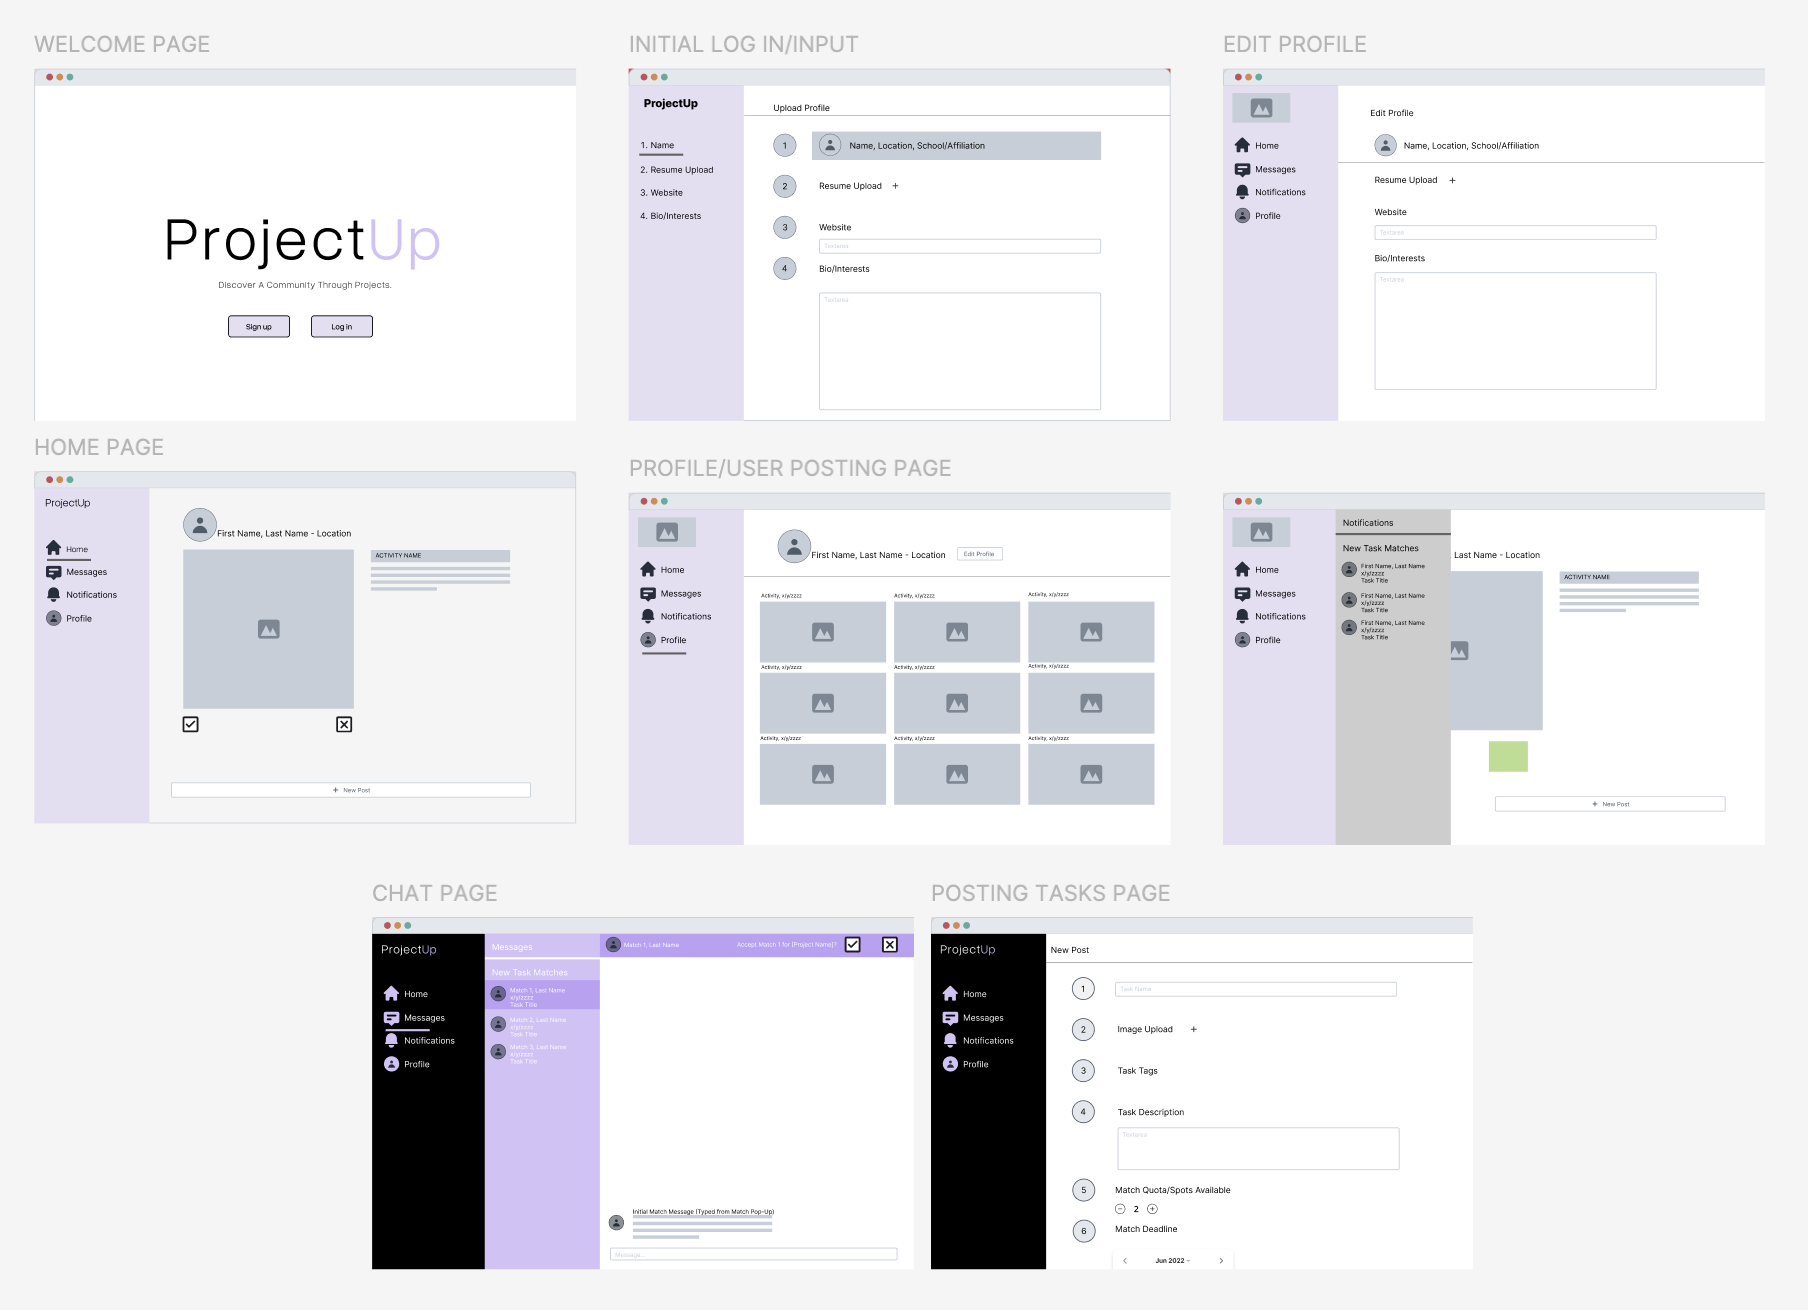 WELCOME PAGE
ProjectUp
Discover A Community Through Projects.
Sign up
Log in
INITIAL LOG IN/INPUT
ProjectUp
1. Name
2. Resume Upload
3. Website
4. Bio/Interests
Upload Profile
1
Name, Location, School/Affiliation
2
Resume Upload +
3
Website
Textarea
4
Bio/Interests
Textarea
EDIT PROFILE
Home
Messages
Notifications
Profile
Edit Profile
Name, Location, School/Affiliation
Resume Upload +
Website
Textarea
Bio/Interests
Textarea
HOME PAGE
ProjectUp
Home
Messages
Notifications
Profile
First Name, Last Name - Location
ACTIVITY NAME
+ New Post
PROFILE/USER POSTING PAGE
Home
Messages
Notifications
Profile
First Name, Last Name - Location
Edit Profile
Activity, x/y/zzzz
Activity, x/y/zzzz
Activity, x/y/zzzz
Activity, x/y/zzzz
Activity, x/y/zzzz
Activity, x/y/zzzz
Activity, x/y/zzzz
Activity, x/y/zzzz
Activity, x/y/zzzz
Home
Messages
Notifications
Profile
Notifications
New Task Matches
First Name, Last Name
x/y/zzzz
Task Title
First Name, Last Name
x/y/zzzz
Task Title
First Name, Last Name
x/y/zzzz
Task Title
Last Name - Location
ACTIVITY NAME
+ New Post
CHAT PAGE
ProjectUp
Home
Messages
Notifications
Profile
Messages
New Task Matches
Match 1, Last Name
x/y/zzzz
Task Title
Match 2, Last Name
x/y/zzzz
Task Title
Match 3, Last Name
x/y/zzzz
Task Title
Match 1, Last Name
Accept Match 1 for [Project Name]?
Initial Match Message (Typed from Match Pop-Up)
Message...
POSTING TASKS PAGE
ProjectUp
Home
Messages
Notifications
Profile
New Post
1
Task Name
2
Image Upload +
3
Task Tags
4
Task Description
Textarea
5
Match Quota/Spots Available
2
6
Match Deadline
Jun 2022